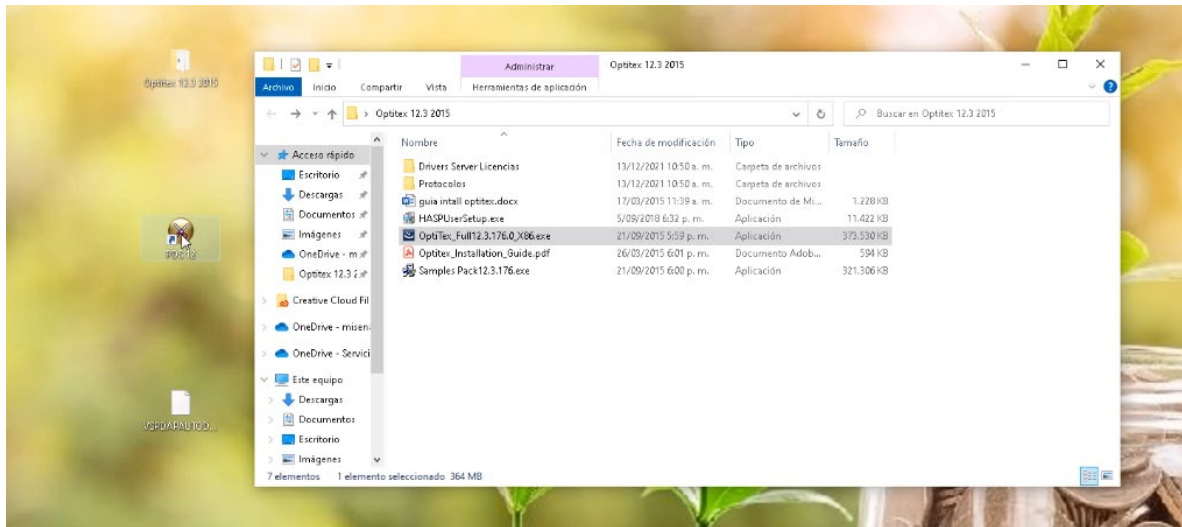 Optitex 12.3 2015
PDS 12
Administrar
Optitex 12.3 2015
Archivo
Inicio
Compartir
Vista
Herramientas de aplicación
Optitex 12.3 2015
Buscar en Optitex 12.3 2015
Acceso rápido
Escritorio
Descargas
Documentos
Imágenes
OneDrive - m
Optitex 12.3 2
Creative Cloud Fil
OneDrive - misen
OneDrive - Servici
Este equipo
Descargas
Documentos
Escritorio
Imágenes
Nombre Fecha de modificación Tipo Tamaño
Drivers Server Licencias 13/12/2021 10:50 a. m. Carpeta de archivos
Protocolos 13/12/2021 10:50 a. m. Carpeta de archivos
guia intall optitex.docx 17/03/2015 11:39 a. m. Documento de Mi... 1.228 KB
HASPUserSetup.exe 5/09/2018 6:32 p. m. Aplicación 11.422 KB
OptiTex_Full12.3.176.0_X86.exe 21/09/2015 5:59 p. m. Aplicación 373.530 KB
Optitex_Installation_Guide.pdf 26/03/2015 6:01 p. m. Documento Adob... 594 KB
Samples Pack12.3.176.exe 21/09/2015 6:00 p. m. Aplicación 321.306 KB
7 elementos 1 elemento seleccionado 364 MB